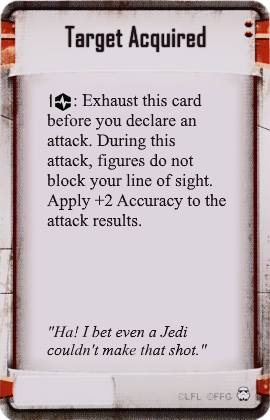 Target Acquired
1: Exhaust this card
before you declare an
attack. During this
attack, figures do not
block your line of sight.
Apply +2 Accuracy to the
attack results.
"Ha! I bet even a Jedi
couldn't make that shot."
©LFL ©FFG